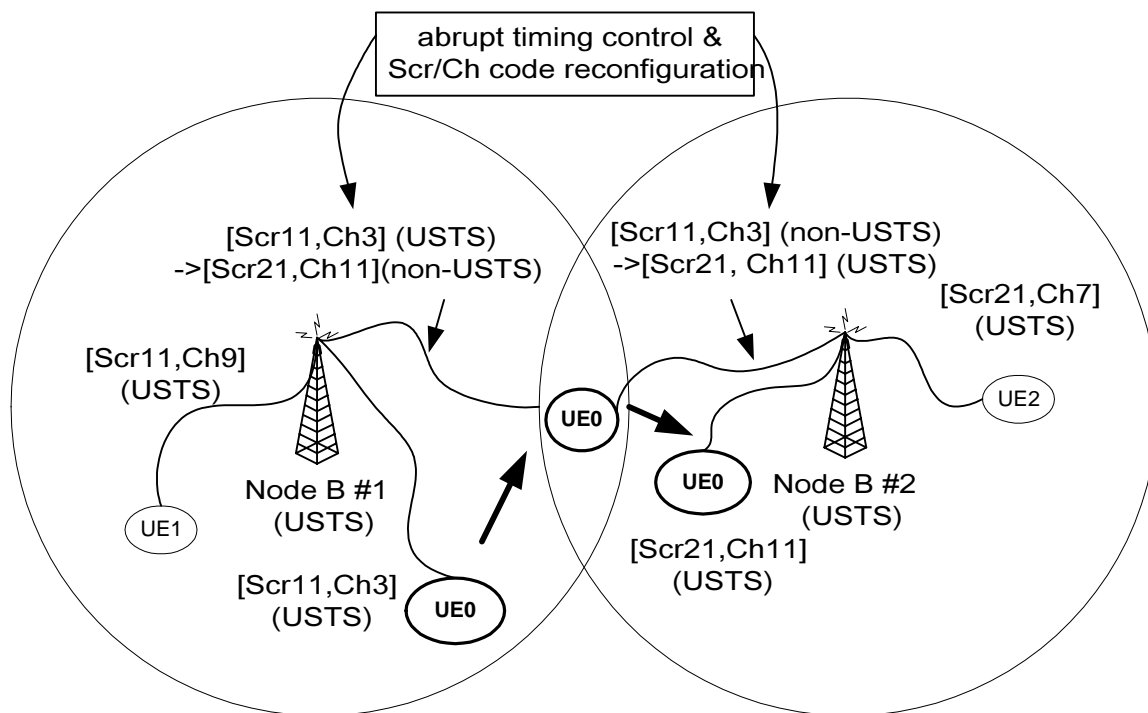 abrupt timing control &
Scr/Ch code reconfiguration
[Scr11,Ch3] (USTS)
->[Scr21,Ch11](non-USTS)
[Scr11,Ch3] (non-USTS)
->[Scr21, Ch11] (USTS)
[Scr21,Ch7]
(USTS)
[Scr11,Ch9]
(USTS)
UE0
UE2
UE0
Node B #1
(USTS)
Node B #2
(USTS)
UE1
[Scr21,Ch11]
(USTS)
[Scr11,Ch3]
(USTS)
UE0